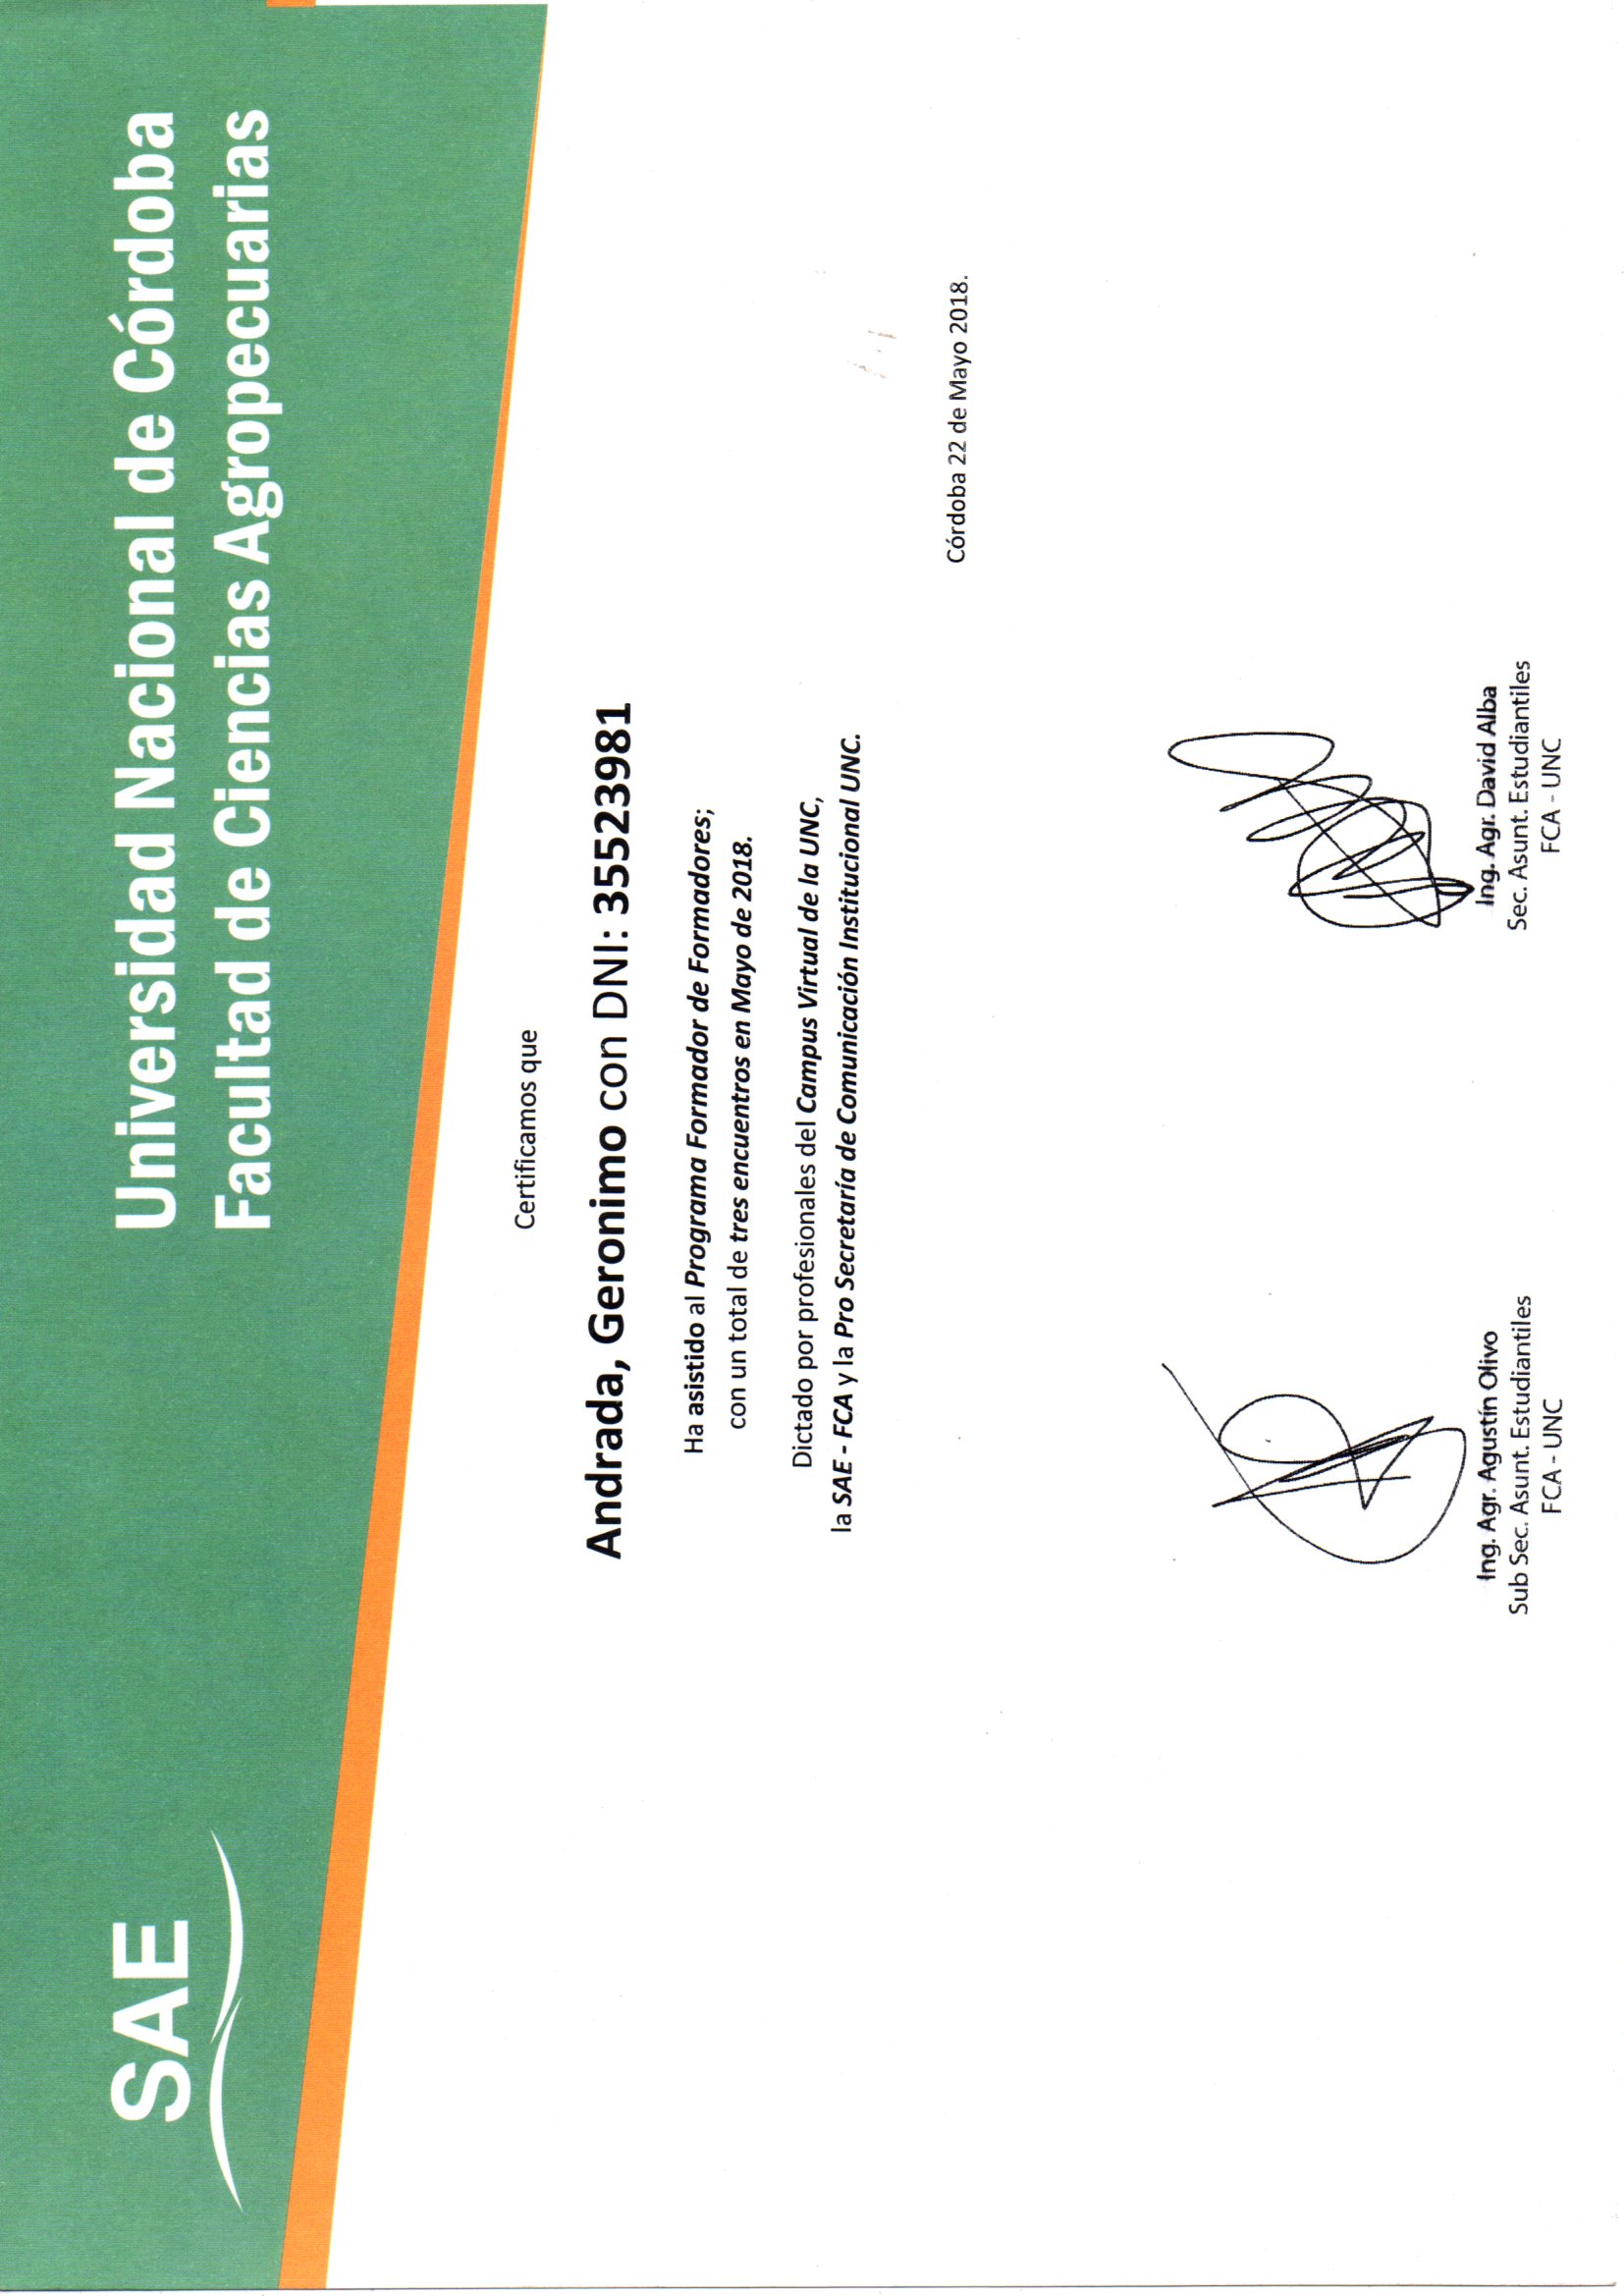 SAE
Universidad Nacional de Córdoba
Facultad de Ciencias Agropecuarias
Certificamos que
Andrada, Geronimo con DNI: 35523981
Ha asistido al Programa Formador de Formadores;
con un total de tres encuentros en Mayo de 2018.
Dictado por profesionales del Campus Virtual de la UNC,
la SAE - FCA y la Pro Secretaría de Comunicación Institucional UNC.
Córdoba 22 de Mayo 2018.
Ing. Agr. Agustín Olivo
Sub Sec. Asunt. Estudiantiles
FCA - UNC
Ing. Agr. David Alba
Sec. Asunt. Estudiantiles
FCA - UNC